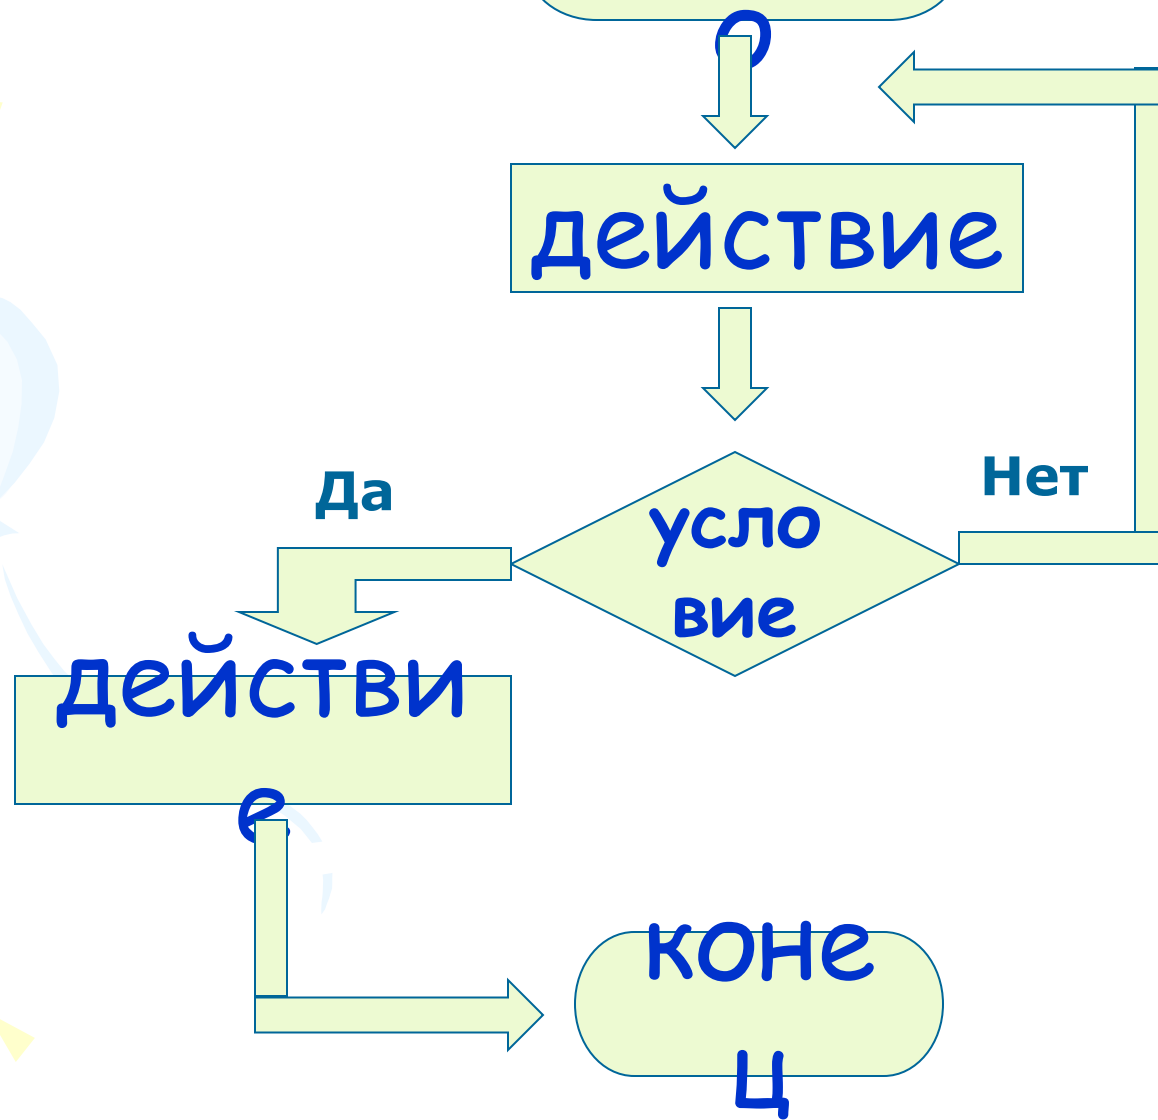 о
действие
Да
Нет
усло
вие
действи
е
коне
ц